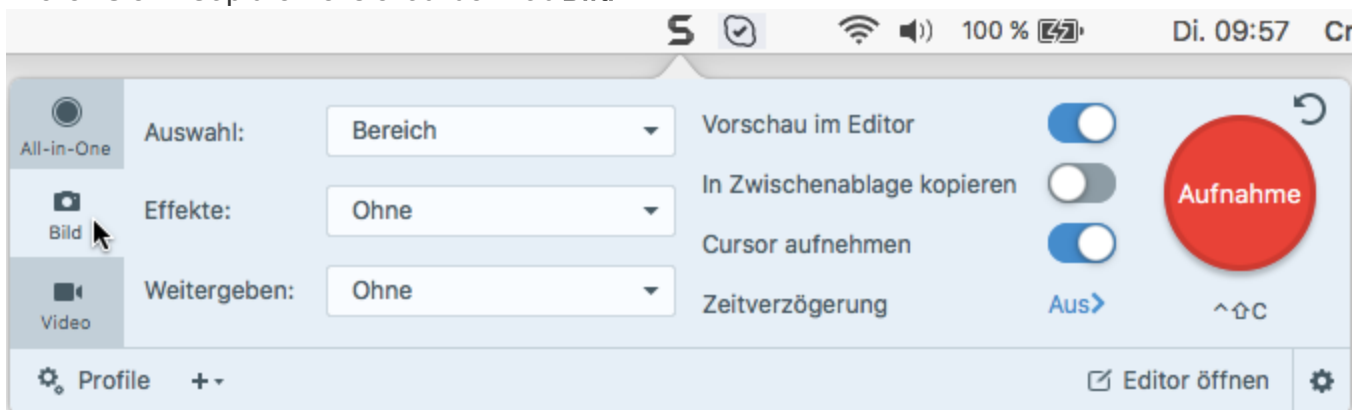 100 %
Di. 09:57
Cr
All-in-One
Bild
Video
Auswahl:
Bereich
Effekte:
Ohne
Weitergeben:
Ohne
Vorschau im Editor
In Zwischenablage kopieren
Cursor aufnehmen
Zeitverzögerung
Aus>
Aufnahme
^⇧C
Profile
+
Editor öffnen